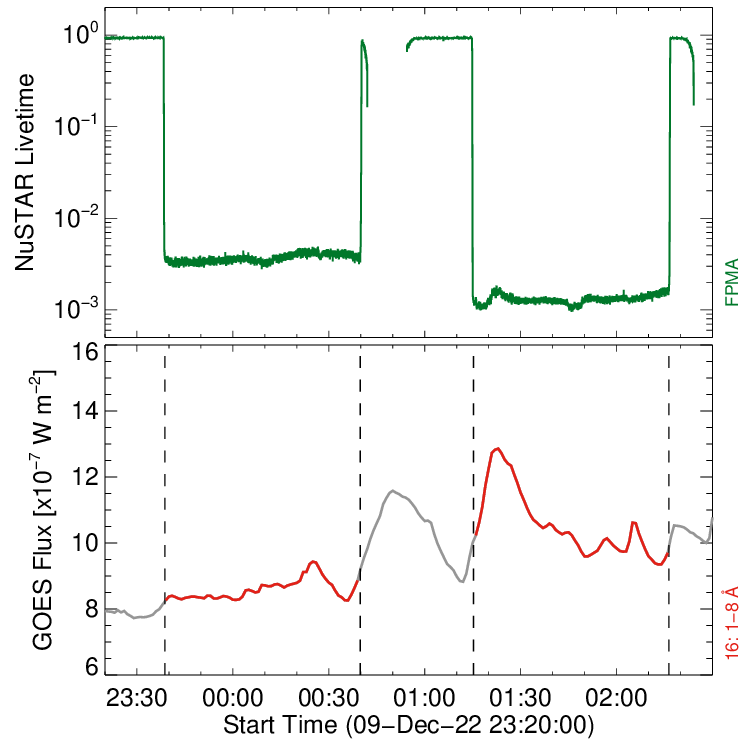 10⁰
10⁻¹
10⁻²
10⁻³
NuSTAR Livetime
FPMA
16
14
12
10
8
6
GOES Flux [x10⁻⁷ W m⁻²]
16: 1−8 Å
23:30 00:00 00:30 01:00 01:30 02:00
Start Time (09−Dec−22 23:20:00)